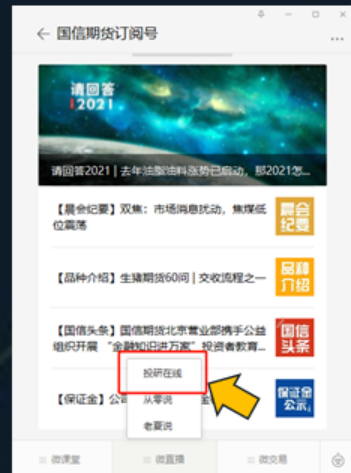 ← 国信期货订阅号
请回答
2021
请回答2021 | 去年油脂油料涨势已启动，那2021怎...
【晨会纪要】双焦：市场消息扰动，焦煤低
位震荡
晨会
纪要
【品种介绍】生猪期货60问 | 交收流程之一
品种
介绍
【国信头条】国信期货北京营业部携手公益
组织开展 “金融知识进万家” 投资者教育...
国信
头条
投研在线
【保证金】公
从零说
金
保证金
公示
老夏说
微课堂
微直播
微交易